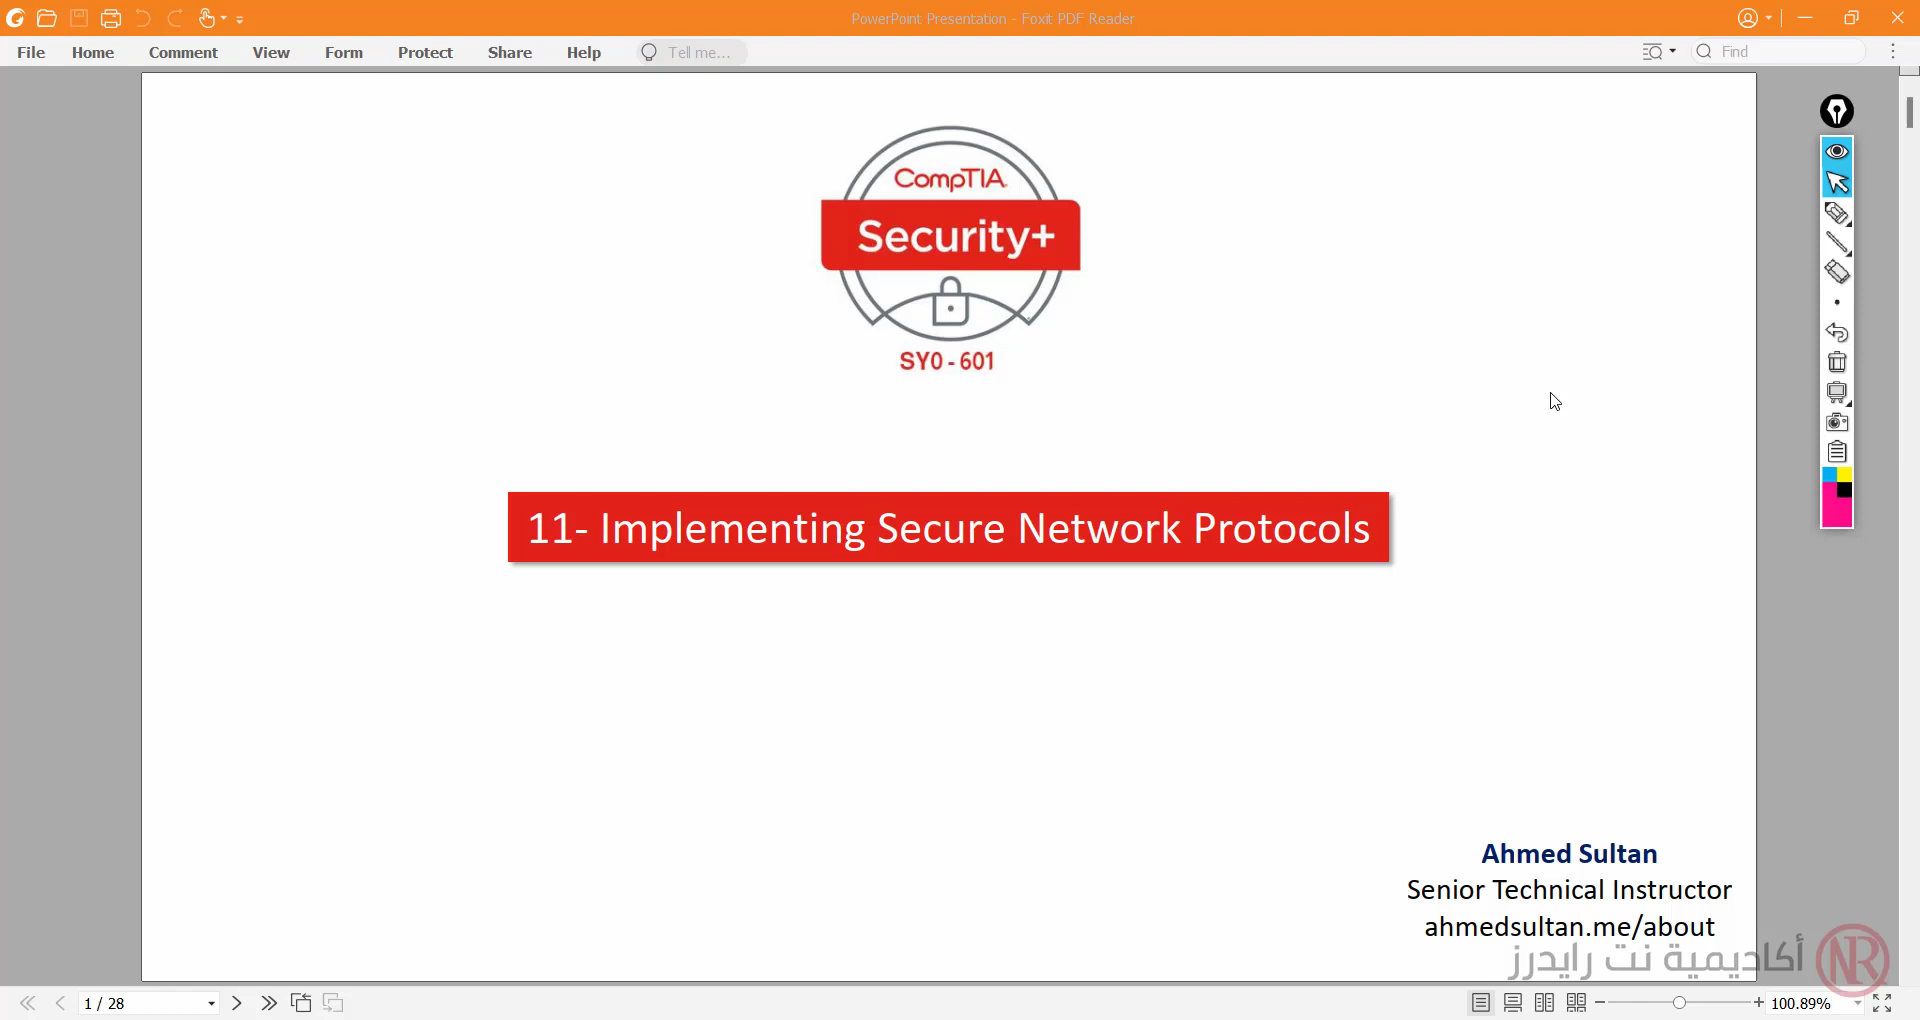 PowerPoint Presentation - Foxit PDF Reader
File Home Comment View Form Protect Share Help Tell me... Find
CompTIA.
Security+
SY0 - 601
11- Implementing Secure Network Protocols
Ahmed Sultan
Senior Technical Instructor
ahmedsultan.me/about
أكاديمية نت رايدرز NR
1 / 28 100.89%